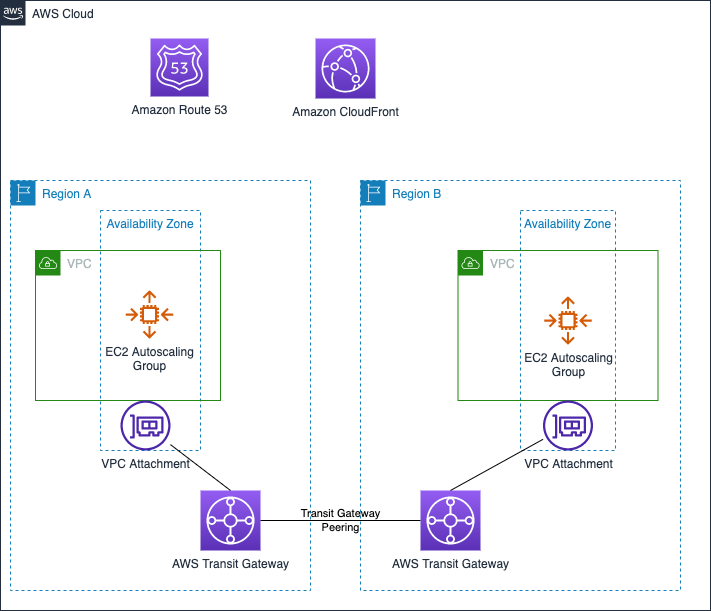 aws
AWS Cloud
53
Amazon Route 53
Amazon CloudFront
Region A
Region B
Availability Zone
Availability Zone
VPC
VPC
EC2 Autoscaling
Group
EC2 Autoscaling
Group
VPC Attachment
VPC Attachment
Transit Gateway
Peering
AWS Transit Gateway
AWS Transit Gateway